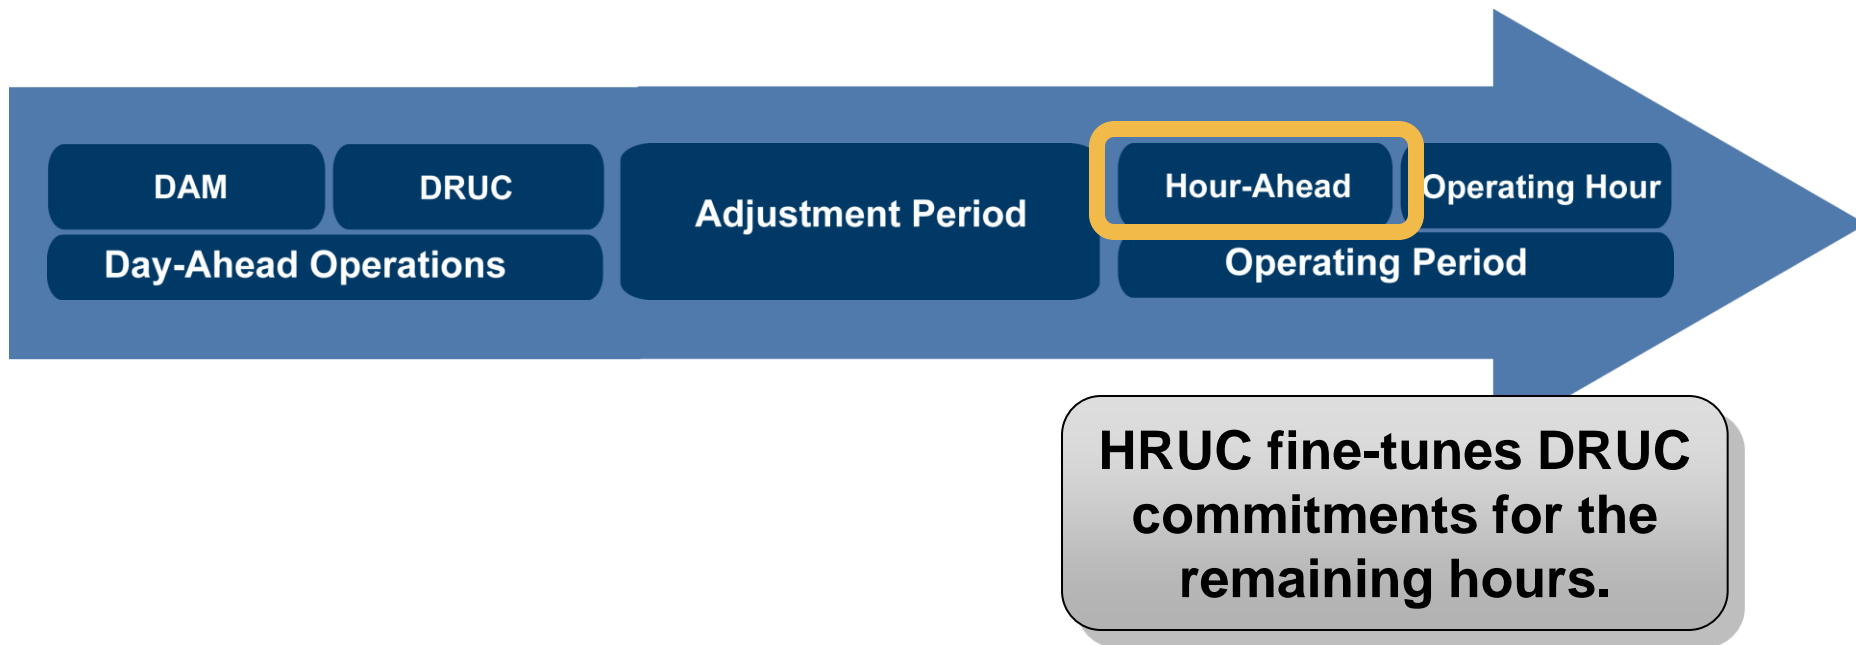 DAM
DRUC
Day-Ahead Operations
Adjustment Period
Hour-Ahead
Operating Hour
Operating Period
HRUC fine-tunes DRUC
commitments for the
remaining hours.